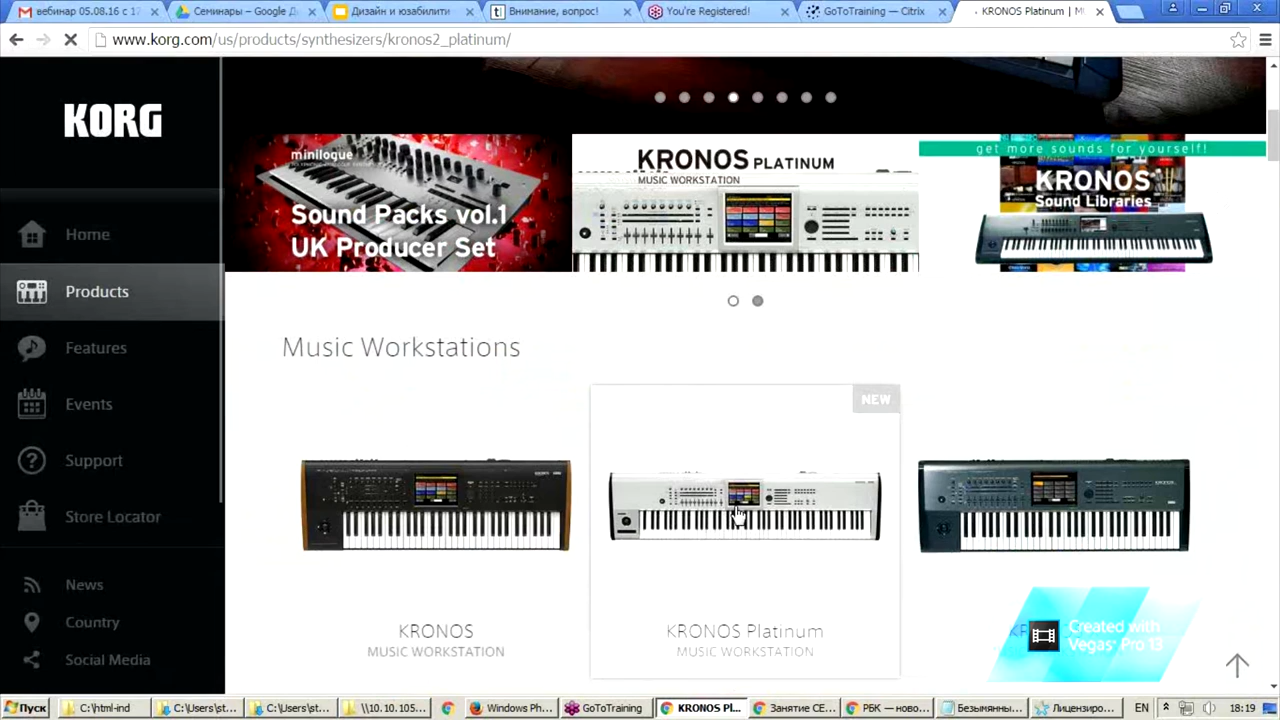 вебинар 05.08.16 с 17
Семинары – Google Д
Дизайн и юзабилити
Внимание, вопрос!
You're Registered!
GoToTraining — Citrix
KRONOS Platinum | M
www.korg.com/us/products/synthesizers/kronos2_platinum/
KORG
Home
Products
Features
Events
Support
Store Locator
News
Country
Social Media
minilogue
Sound Packs vol.1
UK Producer Set
KRONOS PLATINUM
MUSIC WORKSTATION
get more sounds for yourself!
KRONOS
Sound Libraries
Music Workstations
NEW
KRONOS
MUSIC WORKSTATION
KRONOS Platinum
MUSIC WORKSTATION
Created with
Vegas Pro 13
Пуск
C:\html-ind
C:\Users\st...
C:\Users\st...
\\10.10.105...
Windows Ph...
GoToTraining
KRONOS Pl...
Занятие СЕ...
РБК — ново...
Безымянны...
Лицензиро...
EN
18:19